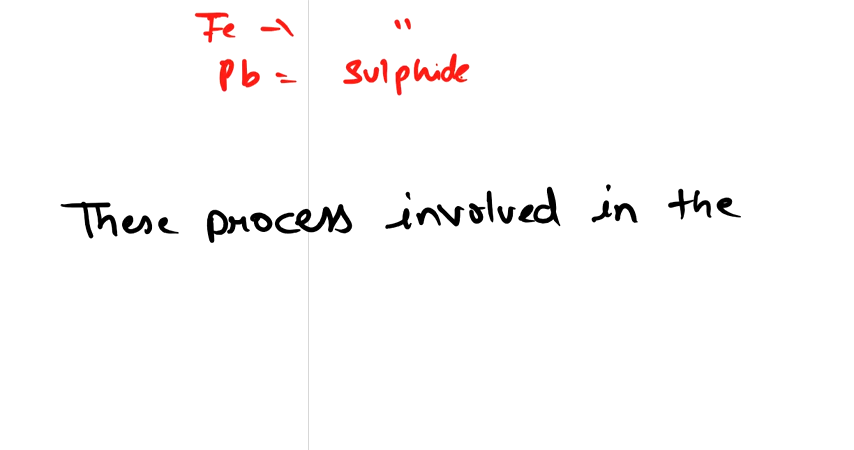 Fe → "
Pb = Sulphide
These process involved in the